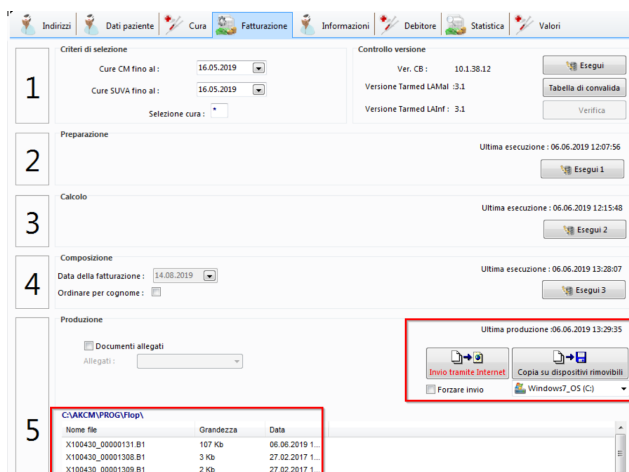 Indirizzi Dati paziente Cura Fatturazione Informazioni Debitore Statistica Valori
Criteri di selezione
Controllo versione
1
Cure CM fino al : 16.05.2019
Ver. CB : 10.1.38.12
Esegui
Cure SUVA fino al : 16.05.2019
Versione Tarmed LAMal :3.1
Tabella di convalida
Selezione cura : *
Versione Tarmed LAInf : 3.1
Verifica
Preparazione
2
Ultima esecuzione : 06.06.2019 12:07:56
Esegui 1
Calcolo
3
Ultima esecuzione : 06.06.2019 12:15:48
Esegui 2
Composizione
4
Data della fatturazione : 14.08.2019
Ultima esecuzione : 06.06.2019 13:28:07
Ordinare per cognome :
Esegui 3
Produzione
5
Ultima produzione :06.06.2019 13:29:35
Documenti allegati
Allegati :
Invio tramite Internet
Copia su dispositivi rimovibili
Forzare invio
Windows7_OS (C:)
C:\AKCM\PROG\Flop\
Nome file Grandezza Data
X100430_00000131.B1 107 Kb 06.06.2019 1...
X100430_00001308.B1 3 Kb 27.02.2017 1...
X100430_00001309.B1 2 Kb 27.02.2017 1...